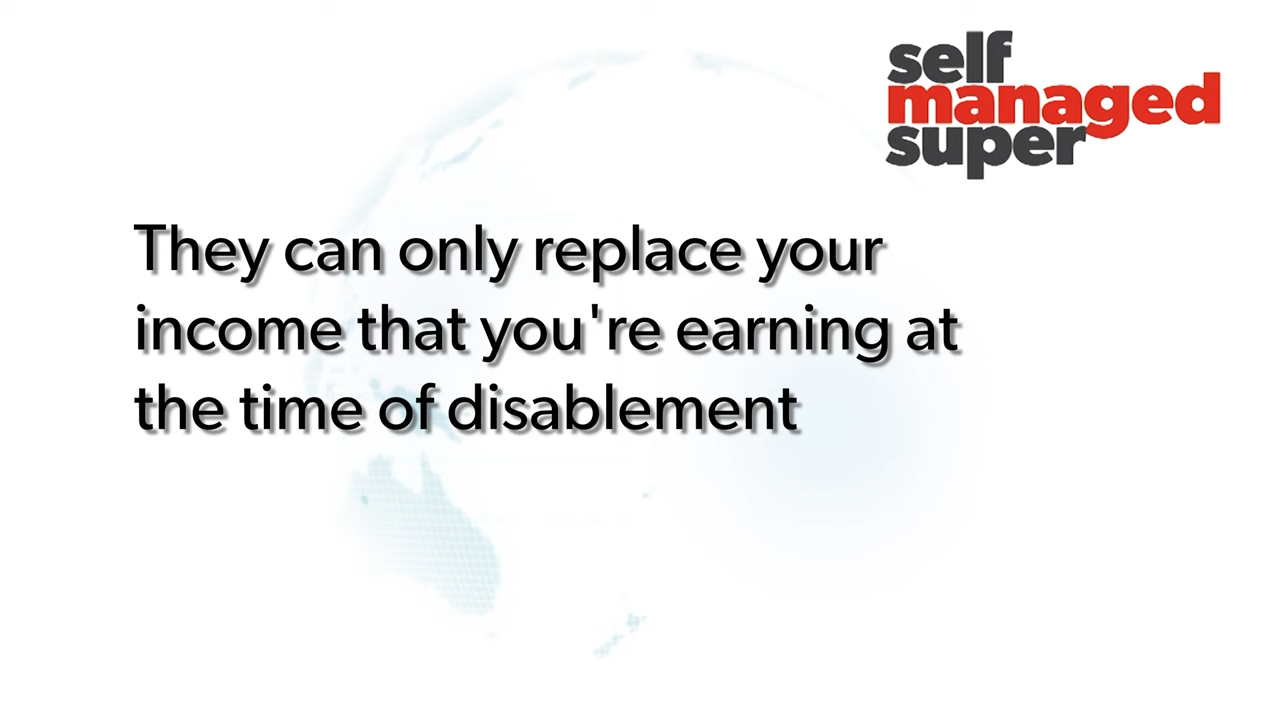 self
managed
super
They can only replace your
income that you're earning at
the time of disablement